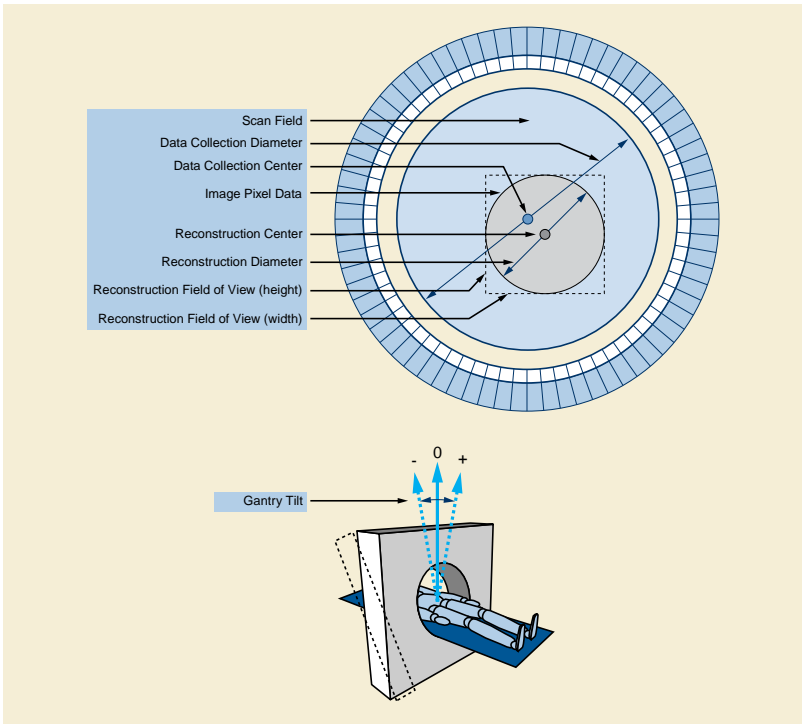 Scan Field
Data Collection Diameter
Data Collection Center
Image Pixel Data
Reconstruction Center
Reconstruction Diameter
Reconstruction Field of View (height)
Reconstruction Field of View (width)
- 0 +
Gantry Tilt